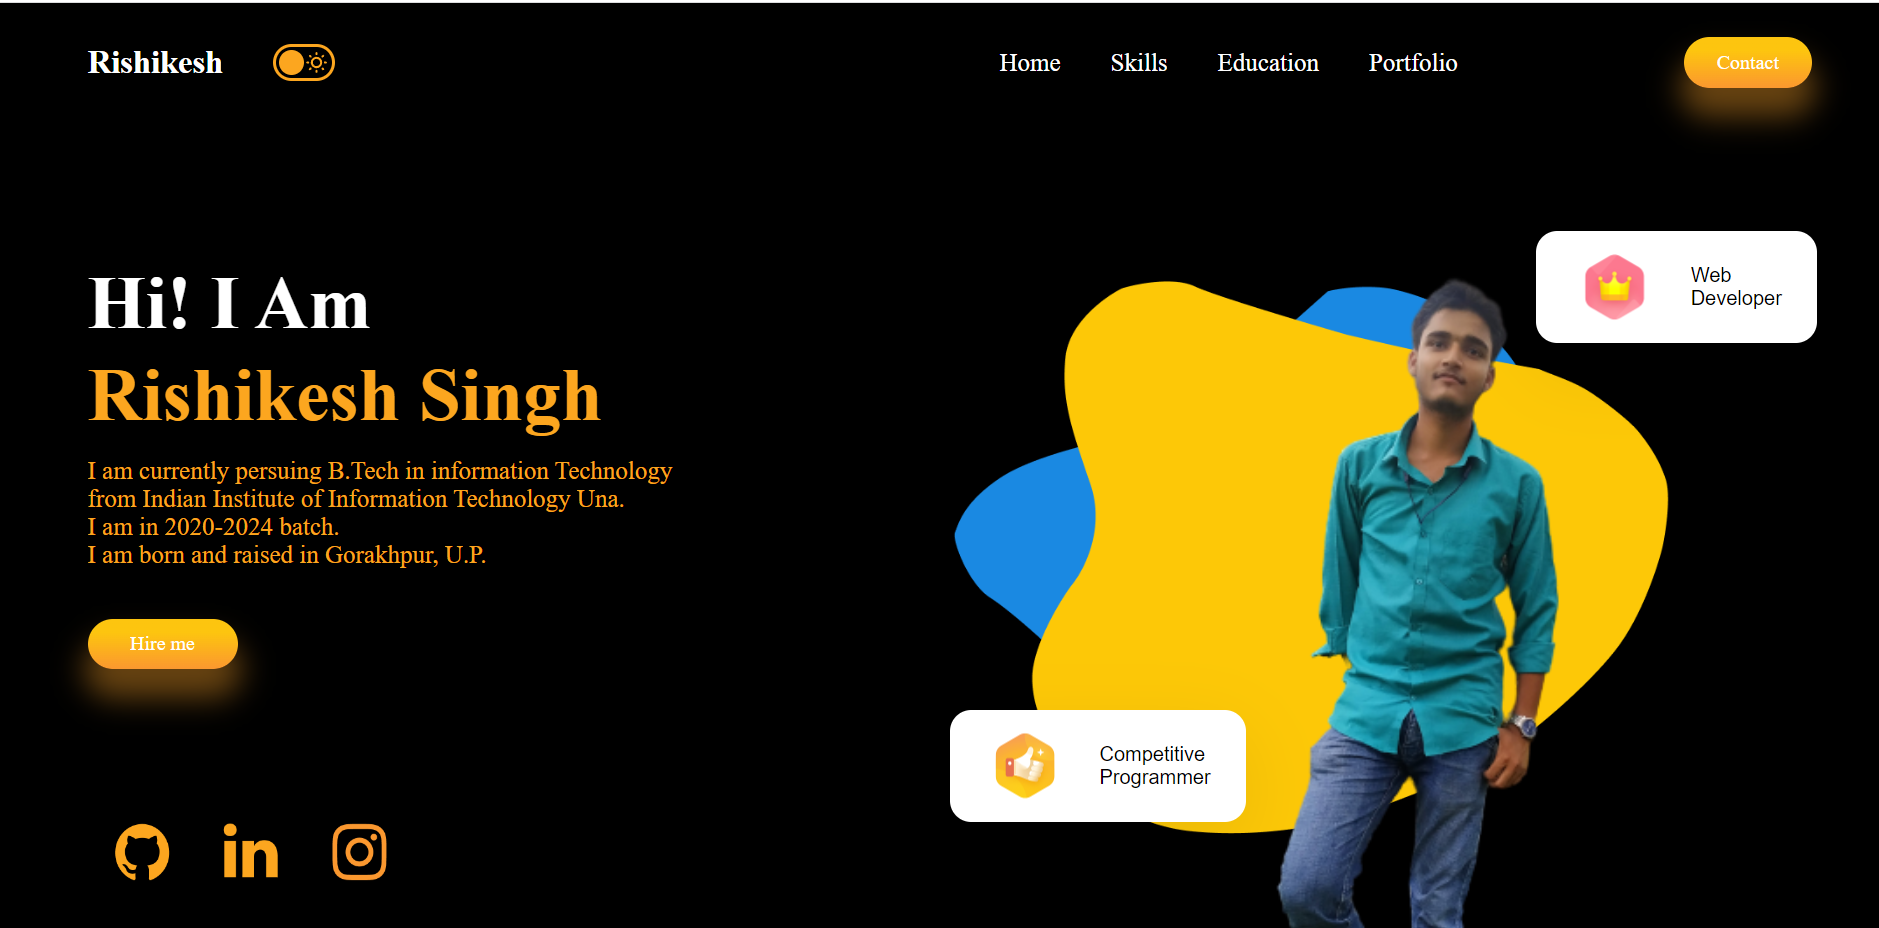 Rishikesh
Home
Skills
Education
Portfolio
Contact
Hi! I Am
Rishikesh Singh
I am currently persuing B.Tech in information Technology
from Indian Institute of Information Technology Una.
I am in 2020-2024 batch.
I am born and raised in Gorakhpur, U.P.
Hire me
Web
Developer
Competitive
Programmer
in